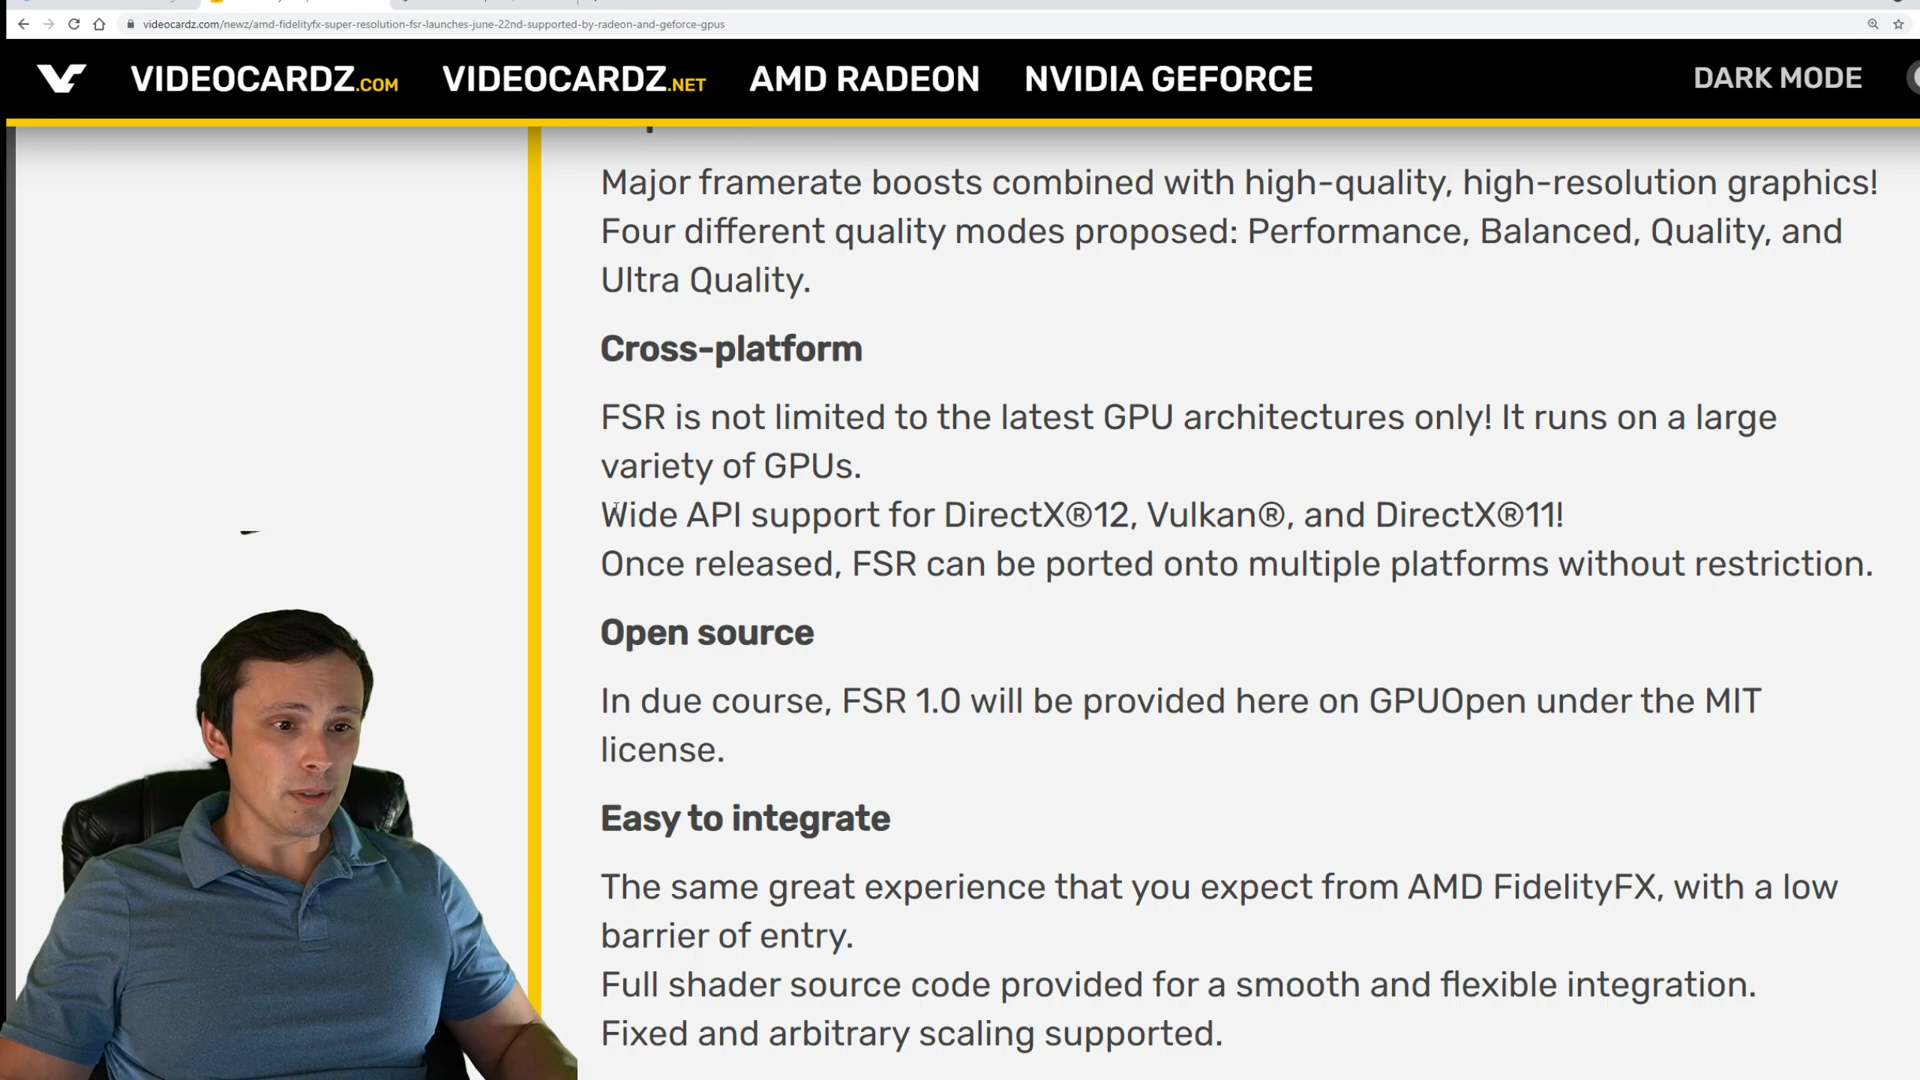 videocardz.com/newz/amd-fidelityfx-super-resolution-fsr-launches-june-22nd-supported-by-radeon-and-geforce-gpus
VIDEOCARDZ.COM VIDEOCARDZ.NET AMD RADEON NVIDIA GEFORCE DARK MODE
Major framerate boosts combined with high-quality, high-resolution graphics!
Four different quality modes proposed: Performance, Balanced, Quality, and
Ultra Quality.
Cross-platform
FSR is not limited to the latest GPU architectures only! It runs on a large
variety of GPUs.
Wide API support for DirectX®12, Vulkan®, and DirectX®11!
Once released, FSR can be ported onto multiple platforms without restriction.
Open source
In due course, FSR 1.0 will be provided here on GPUOpen under the MIT
license.
Easy to integrate
The same great experience that you expect from AMD FidelityFX, with a low
barrier of entry.
Full shader source code provided for a smooth and flexible integration.
Fixed and arbitrary scaling supported.